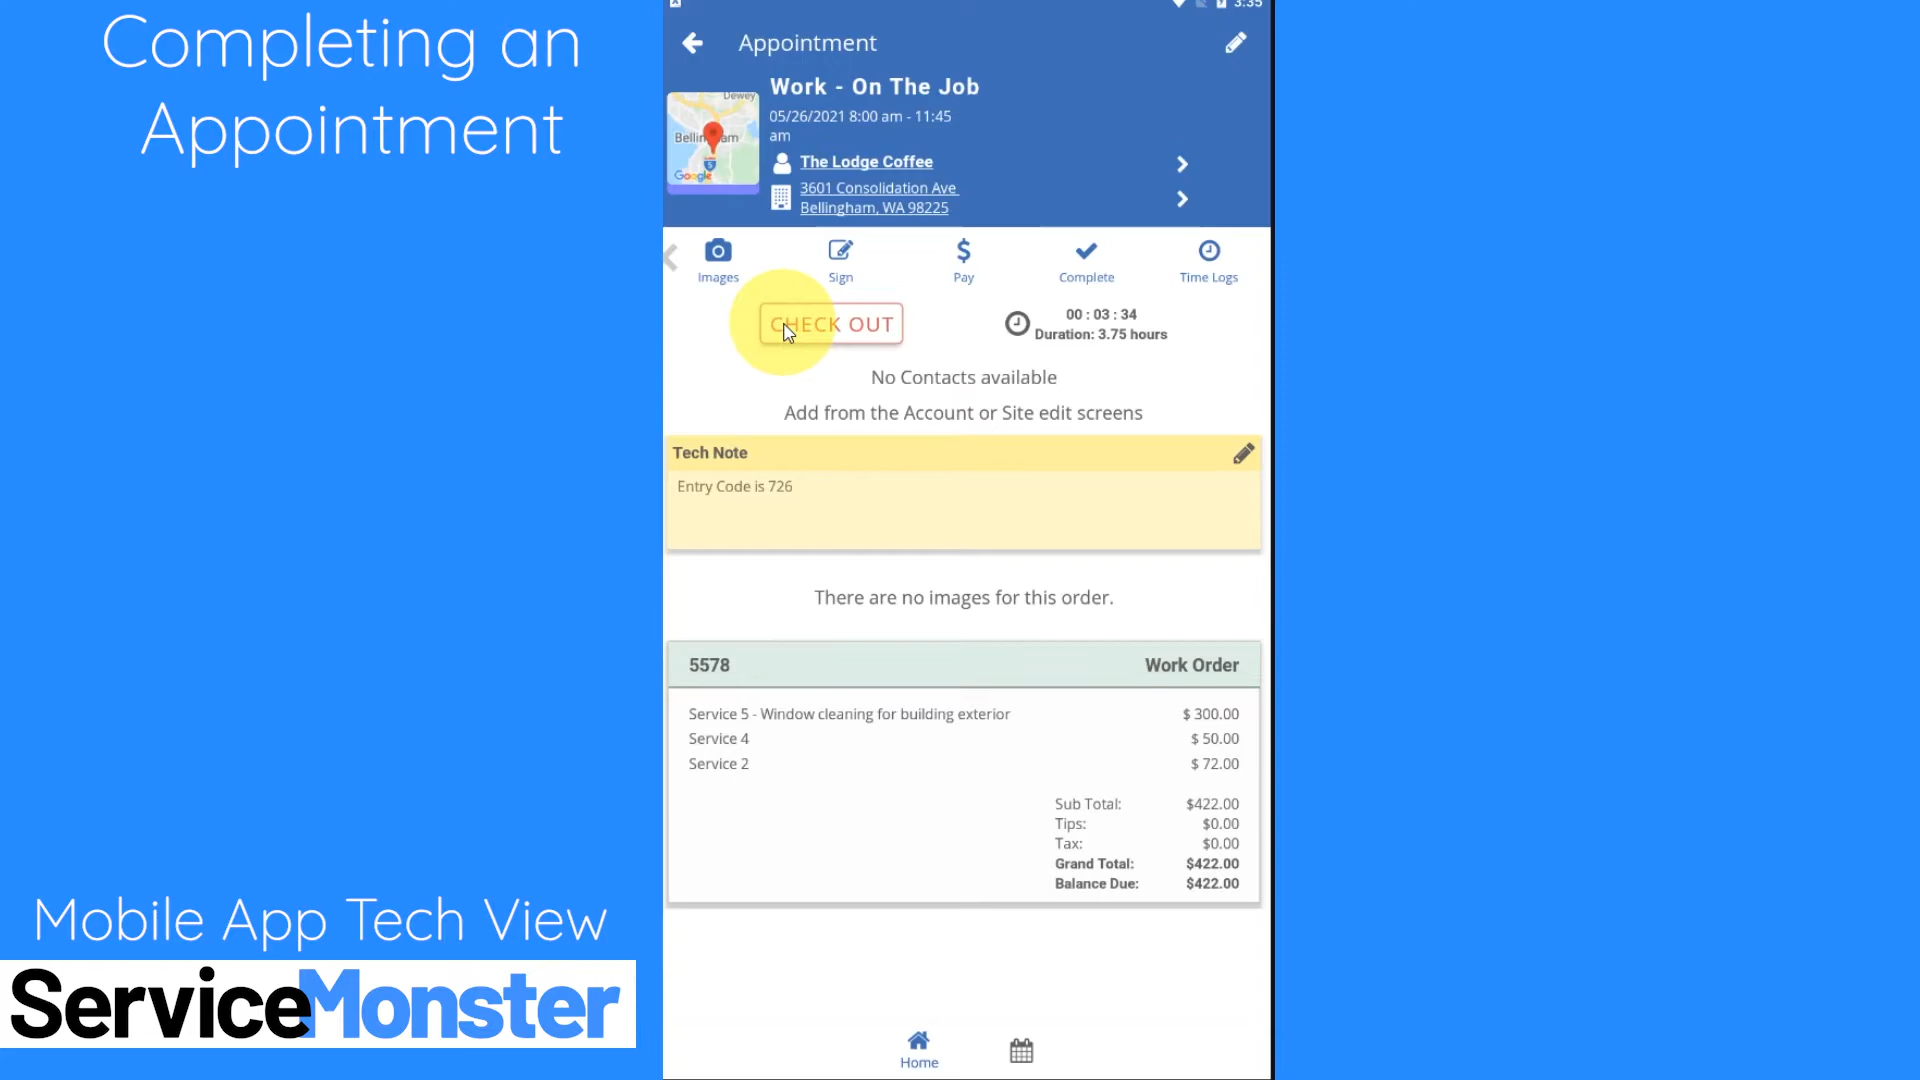 Completing an
Appointment
3:35
Appointment
Work - On The Job
05/26/2021 8:00 am - 11:45
am
The Lodge Coffee
3601 Consolidation Ave
Bellingham, WA 98225
Dewey
Bellingham
Google
Images
Sign
Pay
Complete
Time Logs
CHECK OUT
00 : 03 : 34
Duration: 3.75 hours
No Contacts available
Add from the Account or Site edit screens
Tech Note
Entry Code is 726
There are no images for this order.
5578 Work Order
Service 5 - Window cleaning for building exterior $ 300.00
Service 4 $ 50.00
Service 2 $ 72.00
Sub Total: $422.00
Tips: $0.00
Tax: $0.00
Grand Total: $422.00
Balance Due: $422.00
Home
Mobile App Tech View
ServiceMonster